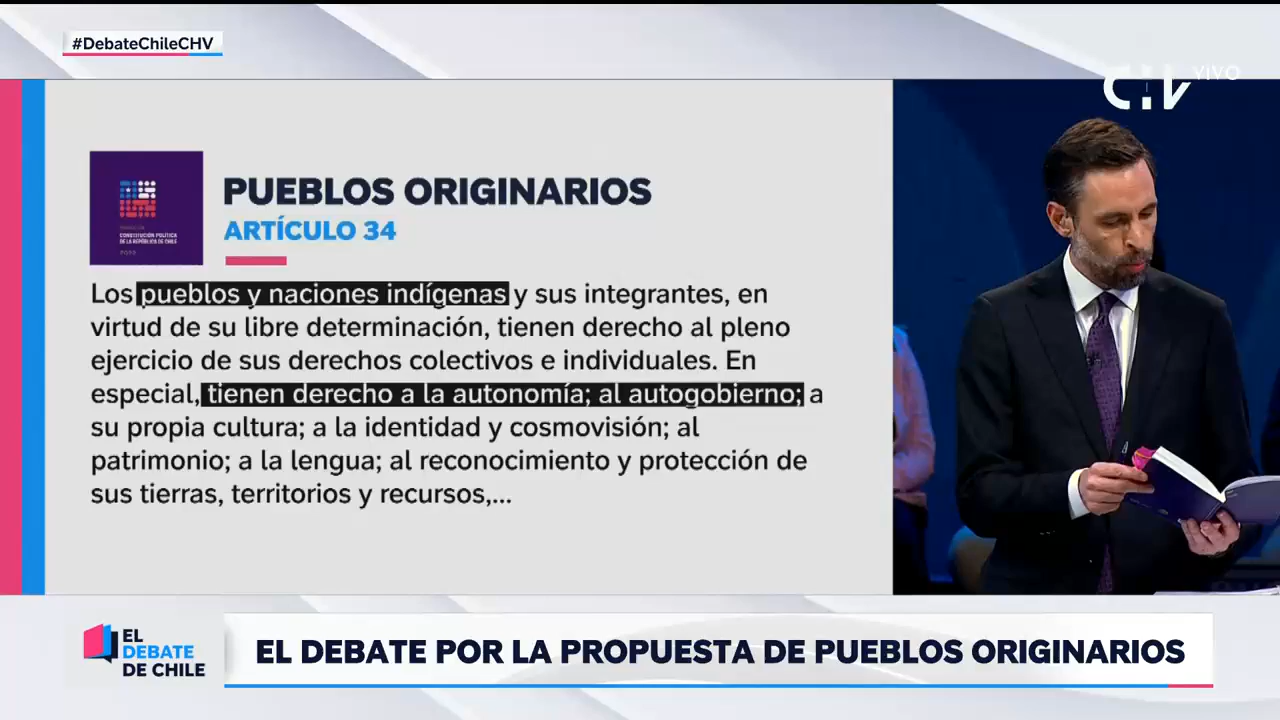 #DebateChileCHV
CHV VIVO
PUEBLOS ORIGINARIOS
ARTÍCULO 34
CONSTITUCIÓN POLÍTICA
DE LA REPÚBLICA DE CHILE
2022
Los pueblos y naciones indígenas y sus integrantes, en
virtud de su libre determinación, tienen derecho al pleno
ejercicio de sus derechos colectivos e individuales. En
especial, tienen derecho a la autonomía; al autogobierno; a
su propia cultura; a la identidad y cosmovisión; al
patrimonio; a la lengua; al reconocimiento y protección de
sus tierras, territorios y recursos,...
EL
DEBATE
DE CHILE
EL DEBATE POR LA PROPUESTA DE PUEBLOS ORIGINARIOS